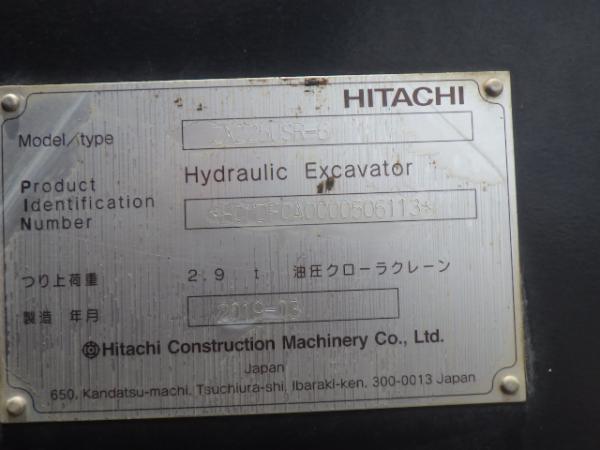 HITACHI
Model/type
Hydraulic Excavator
Product
Identification
Number
つり上荷重 2.9 t 油圧クローラクレーン
製造 年月 2019-03
Hitachi Construction Machinery Co., Ltd.
Japan
650, Kandatsu-machi, Tsuchiura-shi, Ibaraki-ken, 300-0013 Japan